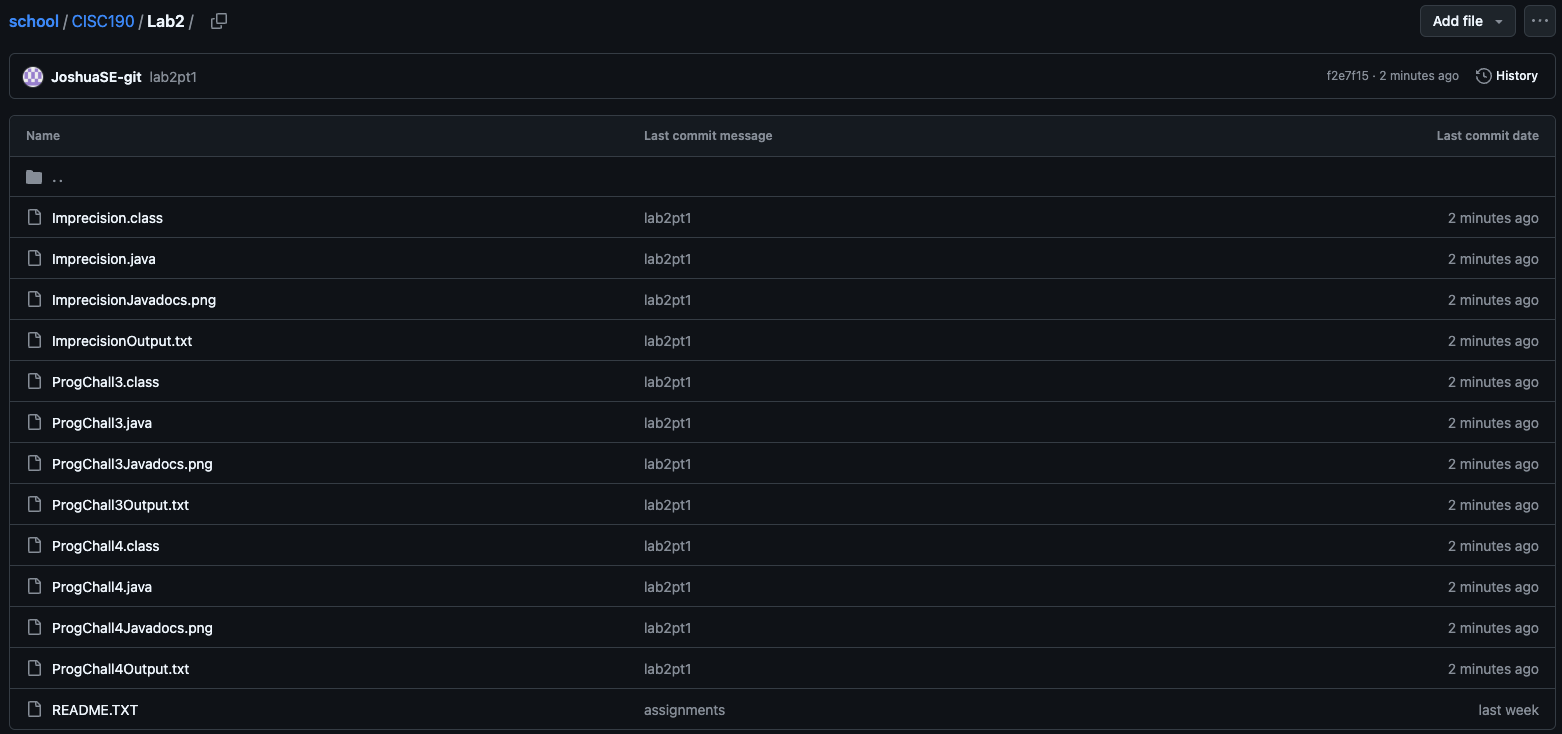 school / CISC190 / Lab2 /
Add file
JoshuaSE-git lab2pt1
f2e7f15 · 2 minutes ago
History
Name Last commit message Last commit date
..
Imprecision.class lab2pt1 2 minutes ago
Imprecision.java lab2pt1 2 minutes ago
ImprecisionJavadocs.png lab2pt1 2 minutes ago
ImprecisionOutput.txt lab2pt1 2 minutes ago
ProgChall3.class lab2pt1 2 minutes ago
ProgChall3.java lab2pt1 2 minutes ago
ProgChall3Javadocs.png lab2pt1 2 minutes ago
ProgChall3Output.txt lab2pt1 2 minutes ago
ProgChall4.class lab2pt1 2 minutes ago
ProgChall4.java lab2pt1 2 minutes ago
ProgChall4Javadocs.png lab2pt1 2 minutes ago
ProgChall4Output.txt lab2pt1 2 minutes ago
README.TXT assignments last week